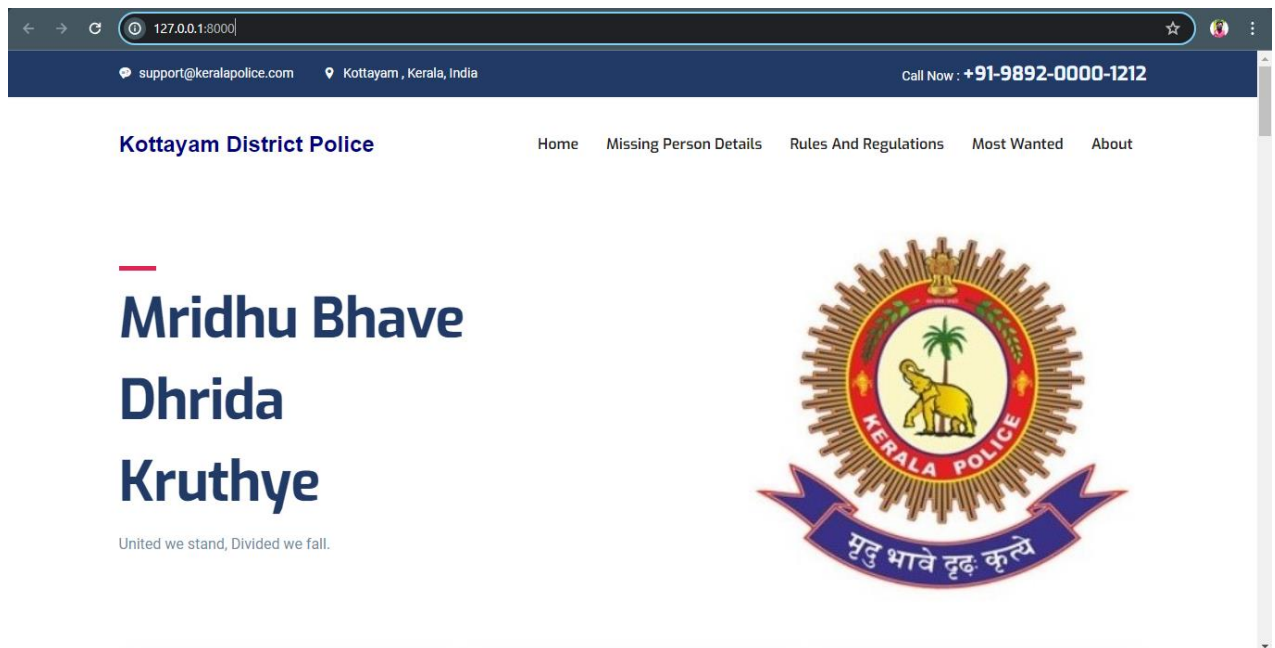 127.0.0.1:8000
support@keralapolice.com Kottayam , Kerala, India Call Now : +91-9892-0000-1212
Kottayam District Police Home Missing Person Details Rules And Regulations Most Wanted About
Mridhu Bhave
Dhrida
Kruthye
United we stand, Divided we fall.
KERALA POLICE
मृदु भावे दृढः कृत्ये